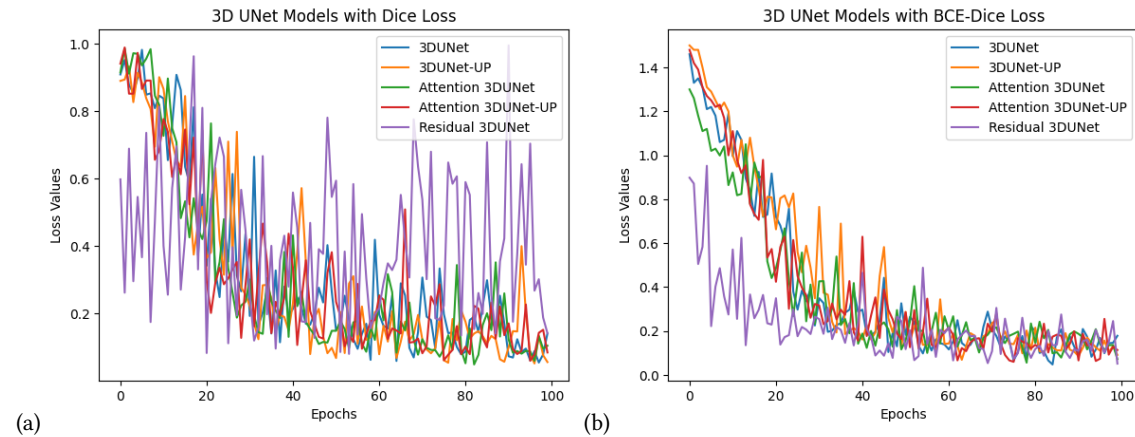 3D UNet Models with Dice Loss
1.0
0.8
0.6
0.4
0.2
Loss Values
0
20
40
60
80
100
Epochs
3DUNet
3DUNet-UP
Attention 3DUNet
Attention 3DUNet-UP
Residual 3DUNet
(a)
3D UNet Models with BCE-Dice Loss
1.4
1.2
1.0
0.8
0.6
0.4
0.2
0.0
Loss Values
0
20
40
60
80
100
Epochs
3DUNet
3DUNet-UP
Attention 3DUNet
Attention 3DUNet-UP
Residual 3DUNet
(b)